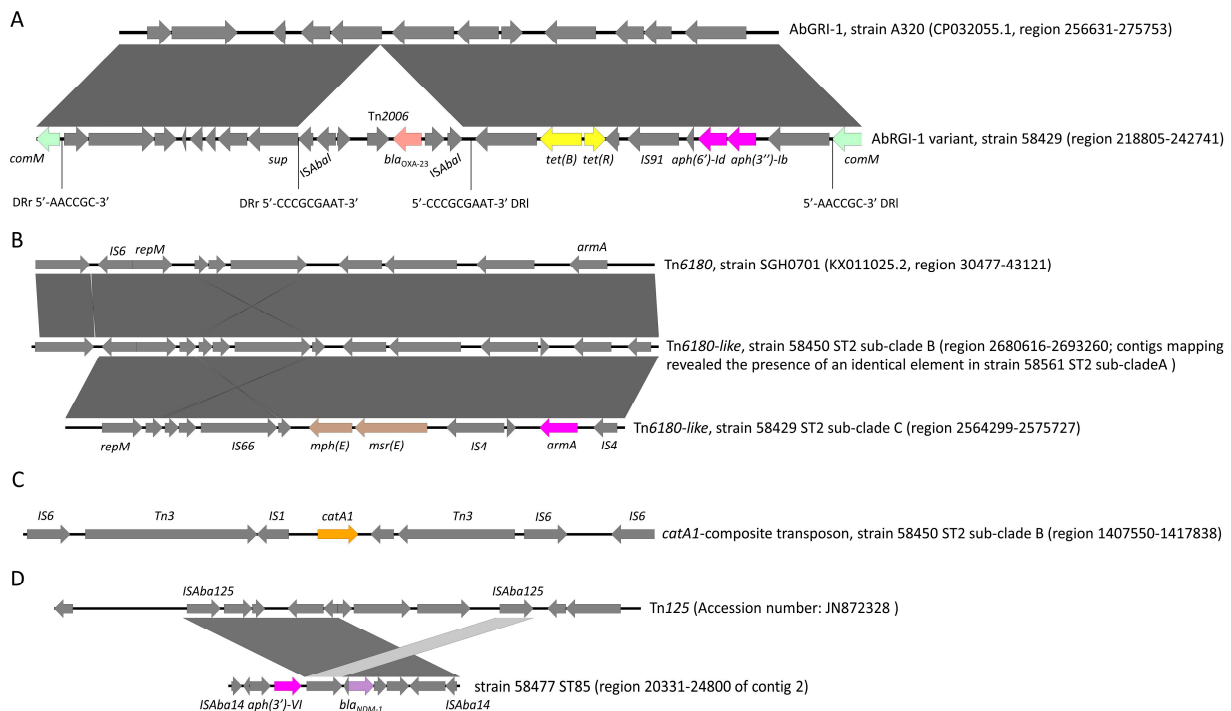 A
AbGRI-1, strain A320 (CP032055.1, region 256631-275753)
Tn2006
AbRGI-1 variant, strain 58429 (region 218805-242741)
comM sup ISAbaI bla OXA-23 ISAbaI tet(B) tet(R) IS91 aph(6')-Id aph(3'')-Ib comM
DRr 5'-AACCGC-3' DRr 5'-CCCGCGAAT-3' 5'-CCCGCGAAT-3' DRl 5'-AACCGC-3' DRl
B
IS6 repM armA
Tn6180, strain SGH0701 (KX011025.2, region 30477-43121)
Tn6180-like, strain 58450 ST2 sub-clade B (region 2680616-2693260; contigs mapping
revealed the presence of an identical element in strain 58561 ST2 sub-cladeA )
Tn6180-like, strain 58429 ST2 sub-clade C (region 2564299-2575727)
repM IS66 mph(E) msr(E) IS4 armA IS4
C
IS6 Tn3 IS1 catA1 Tn3 IS6 IS6
catA1-composite transposon, strain 58450 ST2 sub-clade B (region 1407550-1417838)
D
ISAba125 ISAba125
Tn125 (Accession number: JN872328 )
strain 58477 ST85 (region 20331-24800 of contig 2)
ISAba14 aph(3')-VI bla NDM-1 ISAba14